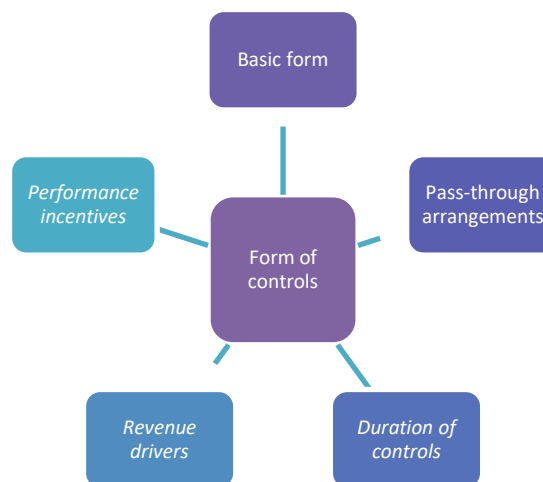 Basic form
Performance
incentives
Pass-through
arrangements
Form of
controls
Revenue
drivers
Duration of
controls